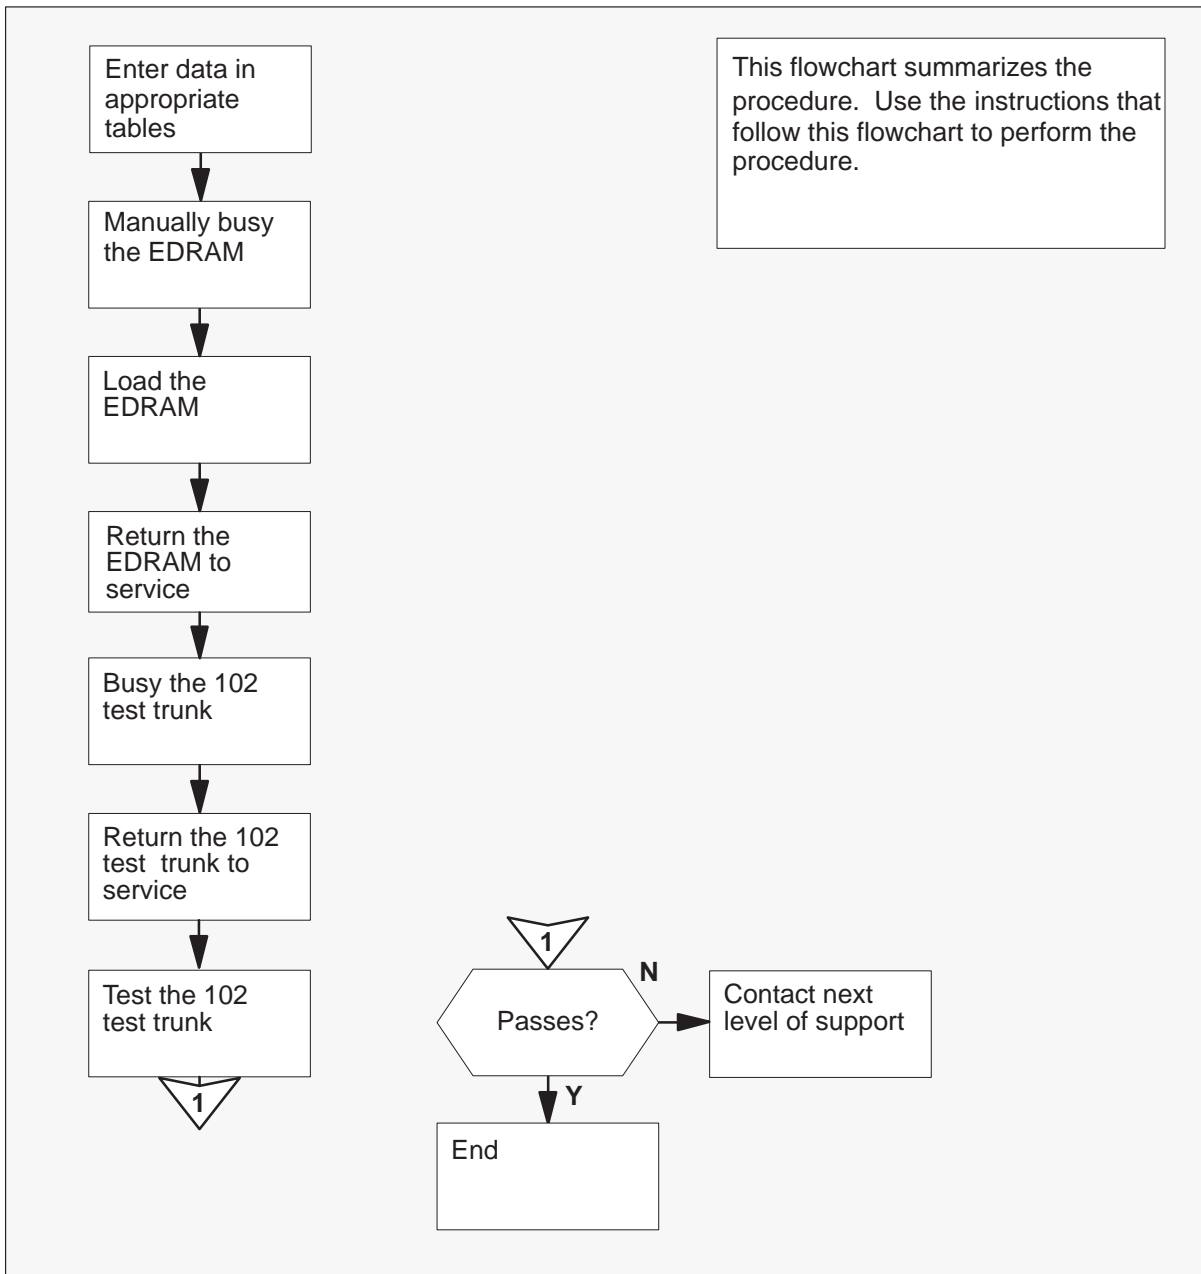 Enter data in
appropriate
tables
Manually busy
the EDRAM
Load the
EDRAM
Return the
EDRAM to
service
Busy the 102
test trunk
Return the 102
test trunk to
service
Test the 102
test trunk
1
This flowchart summarizes the
procedure. Use the instructions that
follow this flowchart to perform the
procedure.
1
Passes?
N
Contact next
level of support
Y
End